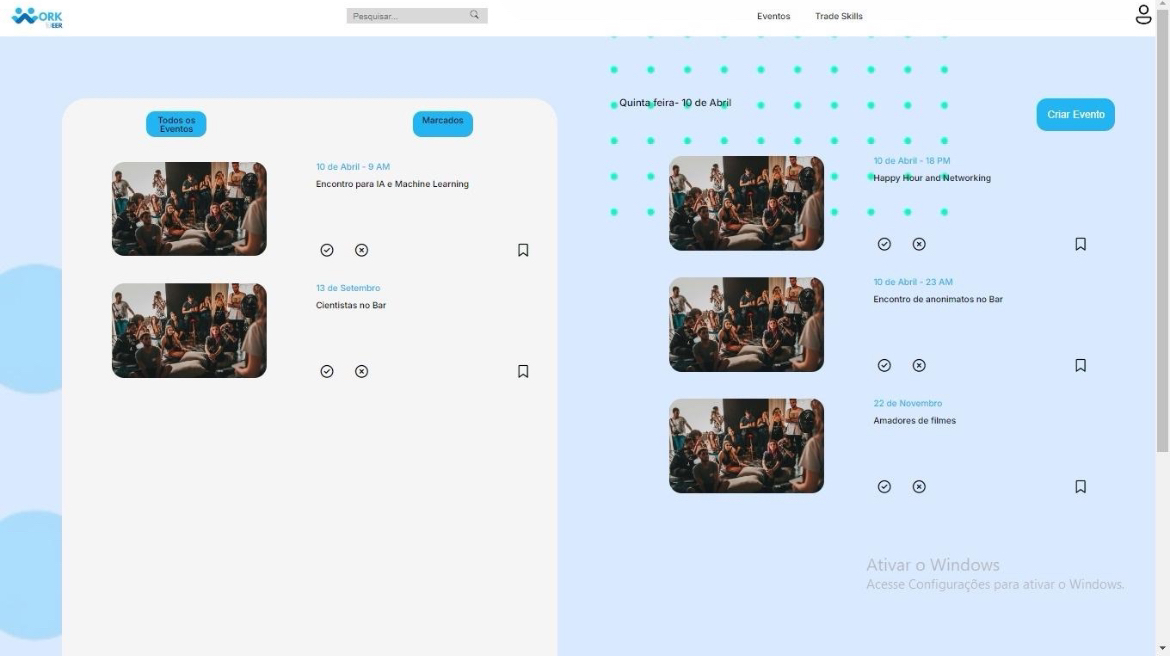 ORK
BEER
Pesquisar...
Eventos
Trade Skills
Todos os
Eventos
Marcados
10 de Abril - 9 AM
Encontro para IA e Machine Learning
13 de Setembro
Cientistas no Bar
Quinta feira- 10 de Abril
Criar Evento
10 de Abril - 18 PM
Happy Hour and Networking
10 de Abril - 23 AM
Encontro de anonimatos no Bar
22 de Novembro
Amadores de filmes
Ativar o Windows
Acesse Configurações para ativar o Windows.